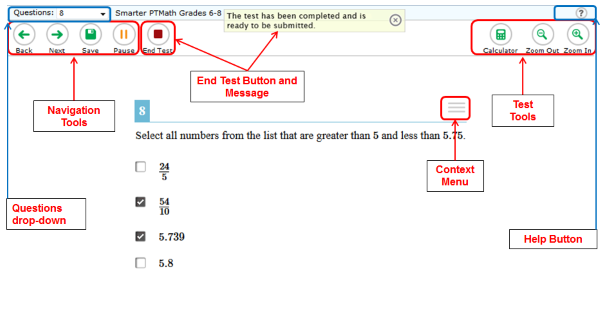 Questions: 8
Smarter PTMath Grades 6-8
The test has been completed and is
ready to be submitted.
?
Back
Next
Save
Pause
End Test
Calculator
Zoom Out
Zoom In
End Test Button and
Message
Navigation
Tools
Test
Tools
8
Select all numbers from the list that are greater than 5 and less than 5.75.
24
5
54
10
5.739
5.8
Context
Menu
Questions
drop-down
Help Button